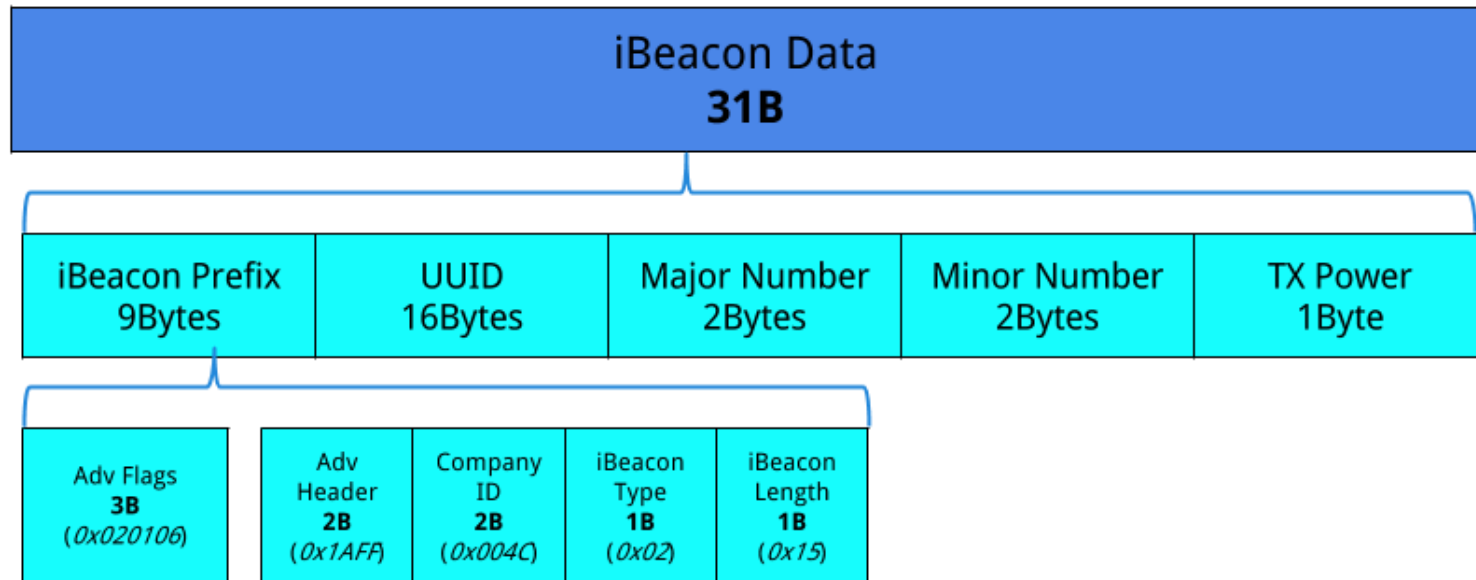 iBeacon Data
31B
iBeacon Prefix
9Bytes
UUID
16Bytes
Major Number
2Bytes
Minor Number
2Bytes
TX Power
1Byte
Adv Flags
3B
(0x020106)
Adv
Header
2B
(0x1AFF)
Company
ID
2B
(0x004C)
iBeacon
Type
1B
(0x02)
iBeacon
Length
1B
(0x15)